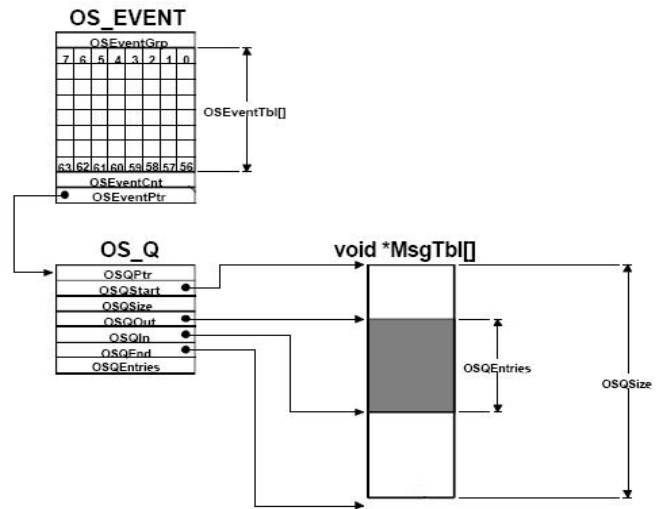 OS_EVENT
OSEventGrp
7 6 5 4 3 2 1 0
OSEventTbl[]
63 62 61 60 59 58 57 56
OSEventCnt
OSEventPtr
OS_Q
void *MsgTbl[]
OSQPtr
OSQStart
OSQSize
OSQOut
OSQIn
OSQEnd
OSQEntries
OSQEntries
OSQSize